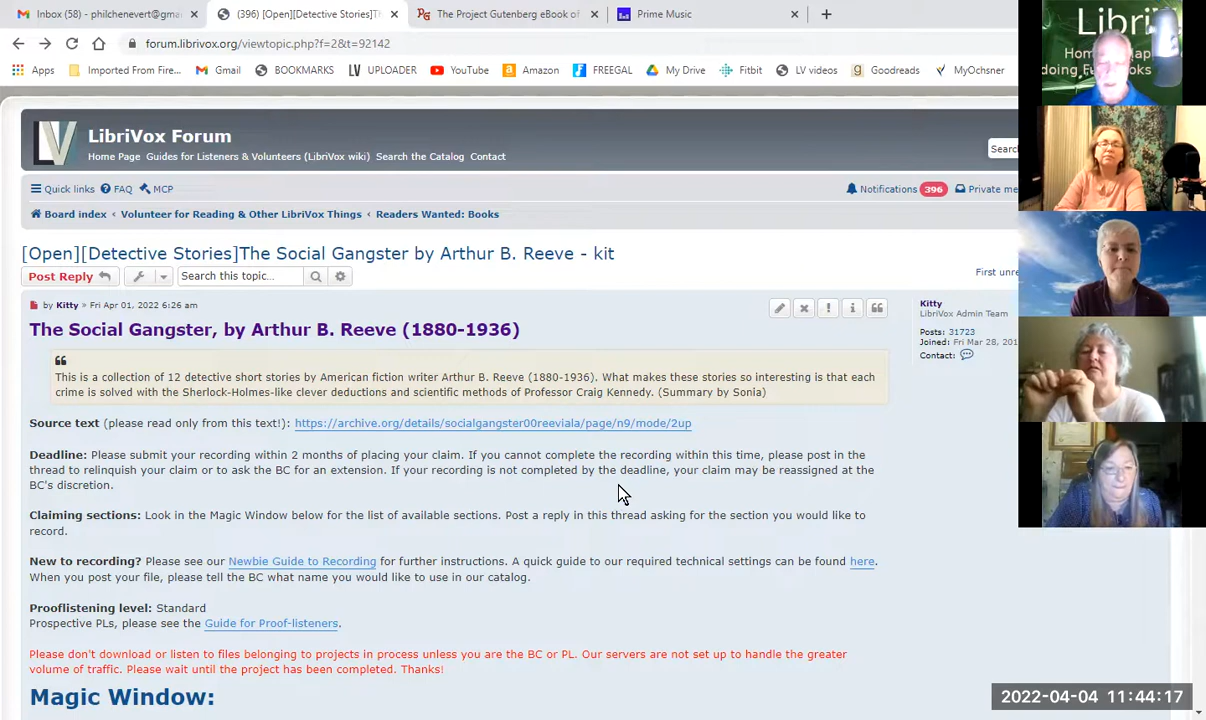 Inbox (58) - philchenevert@gma
(396) [Open][Detective Stories]Th
The Project Gutenberg eBook of
Prime Music
forum.librivox.org/viewtopic.php?f=2&t=92142
Apps Imported From Fire... Gmail BOOKMARKS UPLOADER YouTube Amazon FREEGAL My Drive Fitbit LV videos Goodreads MyOchsner
LibriVox Forum
Home Page Guides for Listeners & Volunteers (LibriVox wiki) Search the Catalog Contact
Searc
Quick links FAQ MCP
Notifications 396 Private me
Board index ‹ Volunteer for Reading & Other LibriVox Things ‹ Readers Wanted: Books
[Open][Detective Stories]The Social Gangster by Arthur B. Reeve - kit
Post Reply Search this topic...
First unre
by Kitty » Fri Apr 01, 2022 6:26 am
Kitty
LibriVox Admin Team
Posts: 31723
Joined: Fri Mar 28, 201
Contact:
The Social Gangster, by Arthur B. Reeve (1880-1936)
This is a collection of 12 detective short stories by American fiction writer Arthur B. Reeve (1880-1936). What makes these stories so interesting is that each
crime is solved with the Sherlock-Holmes-like clever deductions and scientific methods of Professor Craig Kennedy. (Summary by Sonia)
Source text (please read only from this text!): https://archive.org/details/socialgangster00reeviala/page/n9/mode/2up
Deadline: Please submit your recording within 2 months of placing your claim. If you cannot complete the recording within this time, please post in the
thread to relinquish your claim or to ask the BC for an extension. If your recording is not completed by the deadline, your claim may be reassigned at the
BC's discretion.
Claiming sections: Look in the Magic Window below for the list of available sections. Post a reply in this thread asking for the section you would like to
record.
New to recording? Please see our Newbie Guide to Recording for further instructions. A quick guide to our required technical settings can be found here.
When you post your file, please tell the BC what name you would like to use in our catalog.
Prooflistening level: Standard
Prospective PLs, please see the Guide for Proof-listeners.
Please don't download or listen to files belonging to projects in process unless you are the BC or PL. Our servers are not set up to handle the greater
volume of traffic. Please wait until the project has been completed. Thanks!
Magic Window:
2022-04-04 11:44:17